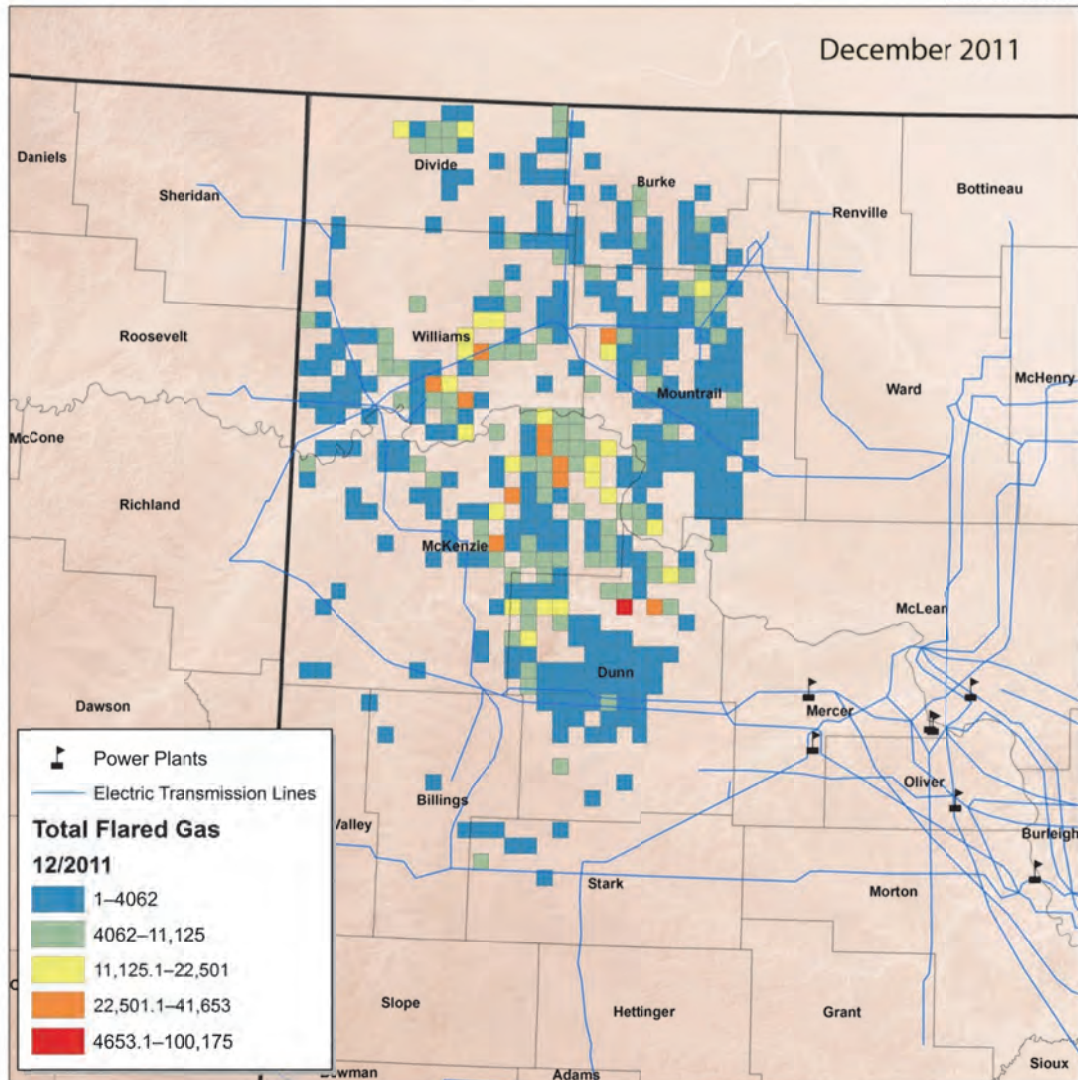 December 2011
Daniels
Sheridan
Divide
Burke
Renville
Bottineau
Roosevelt
Williams
Mountrail
Ward
McHenry
McCone
Richland
McKenzie
McLean
Dawson
Dunn
Mercer
Oliver
Billings
Valley
Burleigh
Stark
Morton
Slope
Hettinger
Grant
Sioux
Adams
Power Plants
Electric Transmission Lines
Total Flared Gas
12/2011
1–4062
4062–11,125
11,125.1–22,501
22,501.1–41,653
4653.1–100,175